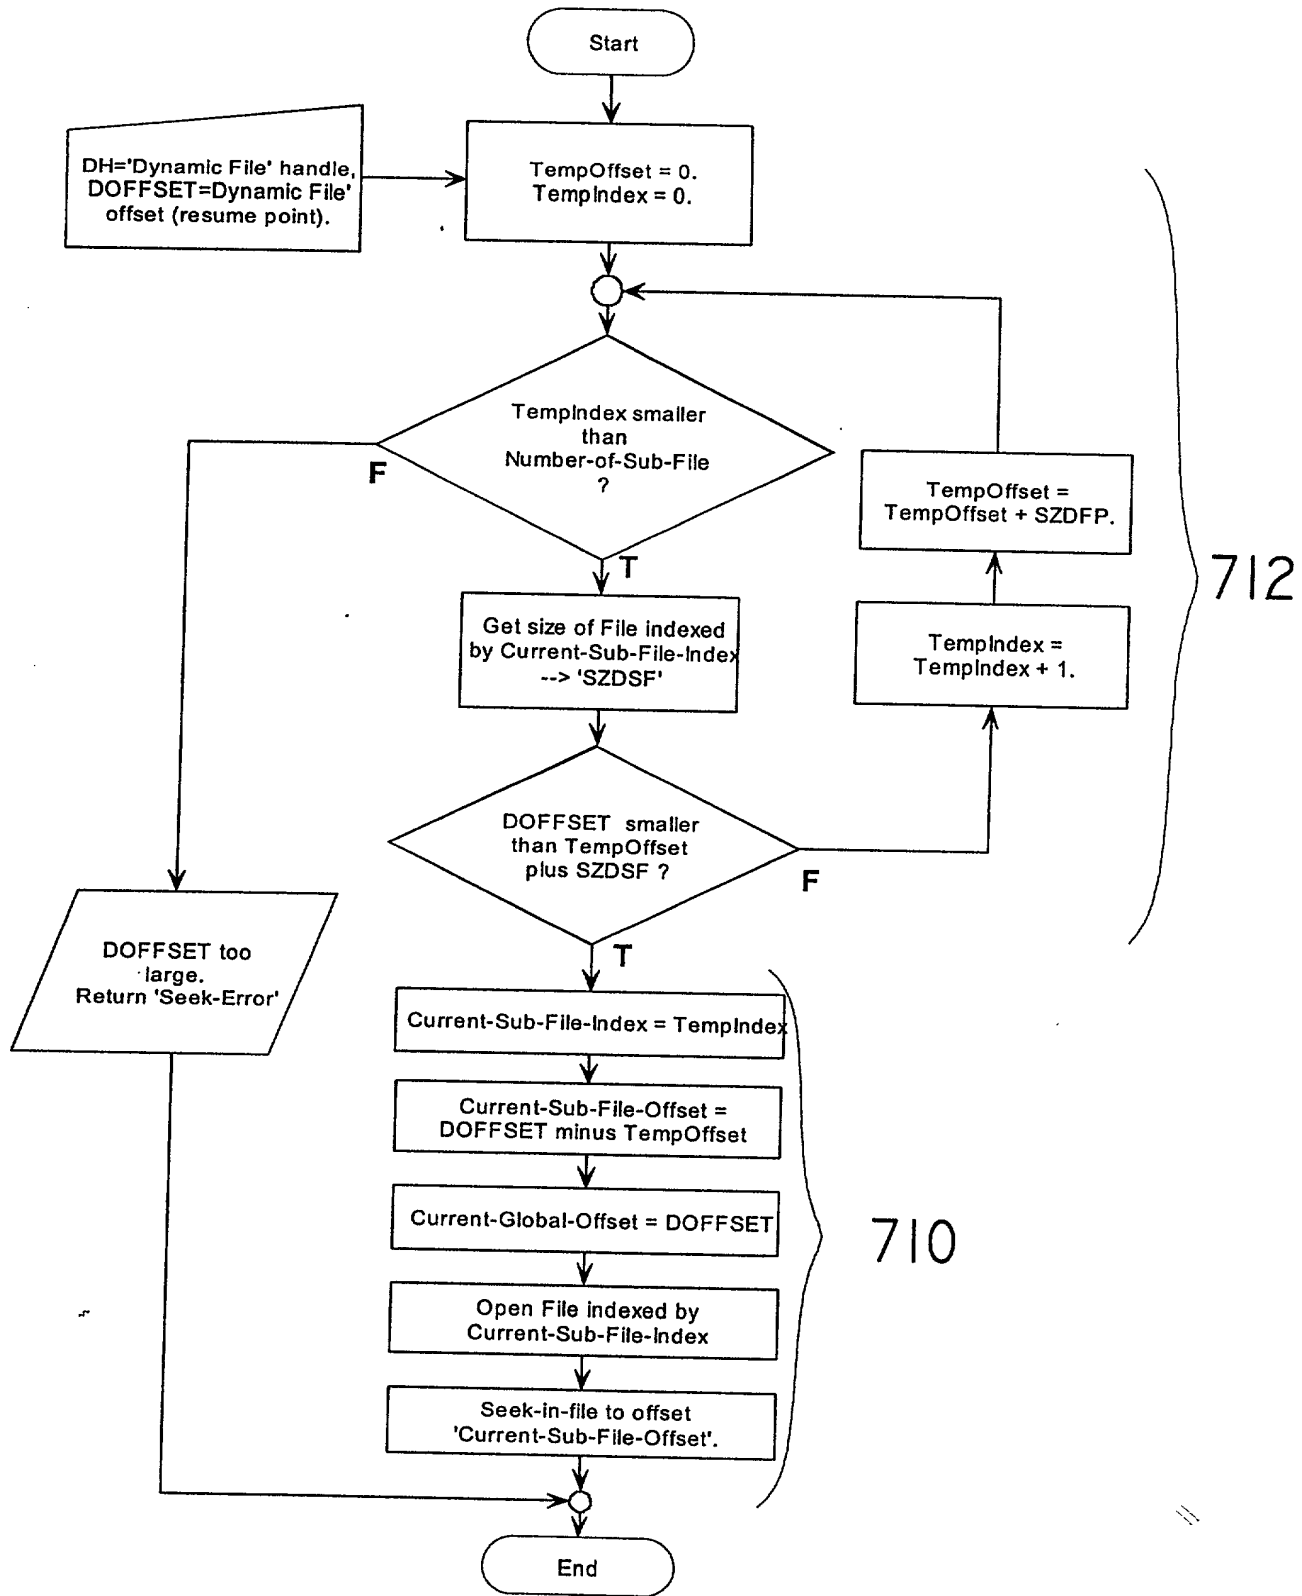 Start
DH='Dynamic File' handle,
DOFFSET=Dynamic File'
offset (resume point).
TempOffset = 0.
TempIndex = 0.
TempIndex smaller
than
Number-of-Sub-File
?
F
T
TempOffset =
TempOffset + SZDFP.
712
Get size of File indexed
by Current-Sub-File-Index
--> 'SZDSF'
TempIndex =
TempIndex + 1.
DOFFSET smaller
than TempOffset
plus SZDSF ?
F
T
DOFFSET too
large.
Return 'Seek-Error'
Current-Sub-File-Index = TempIndex
Current-Sub-File-Offset =
DOFFSET minus TempOffset
Current-Global-Offset = DOFFSET
710
Open File indexed by
Current-Sub-File-Index
Seek-in-file to offset
'Current-Sub-File-Offset'.
End